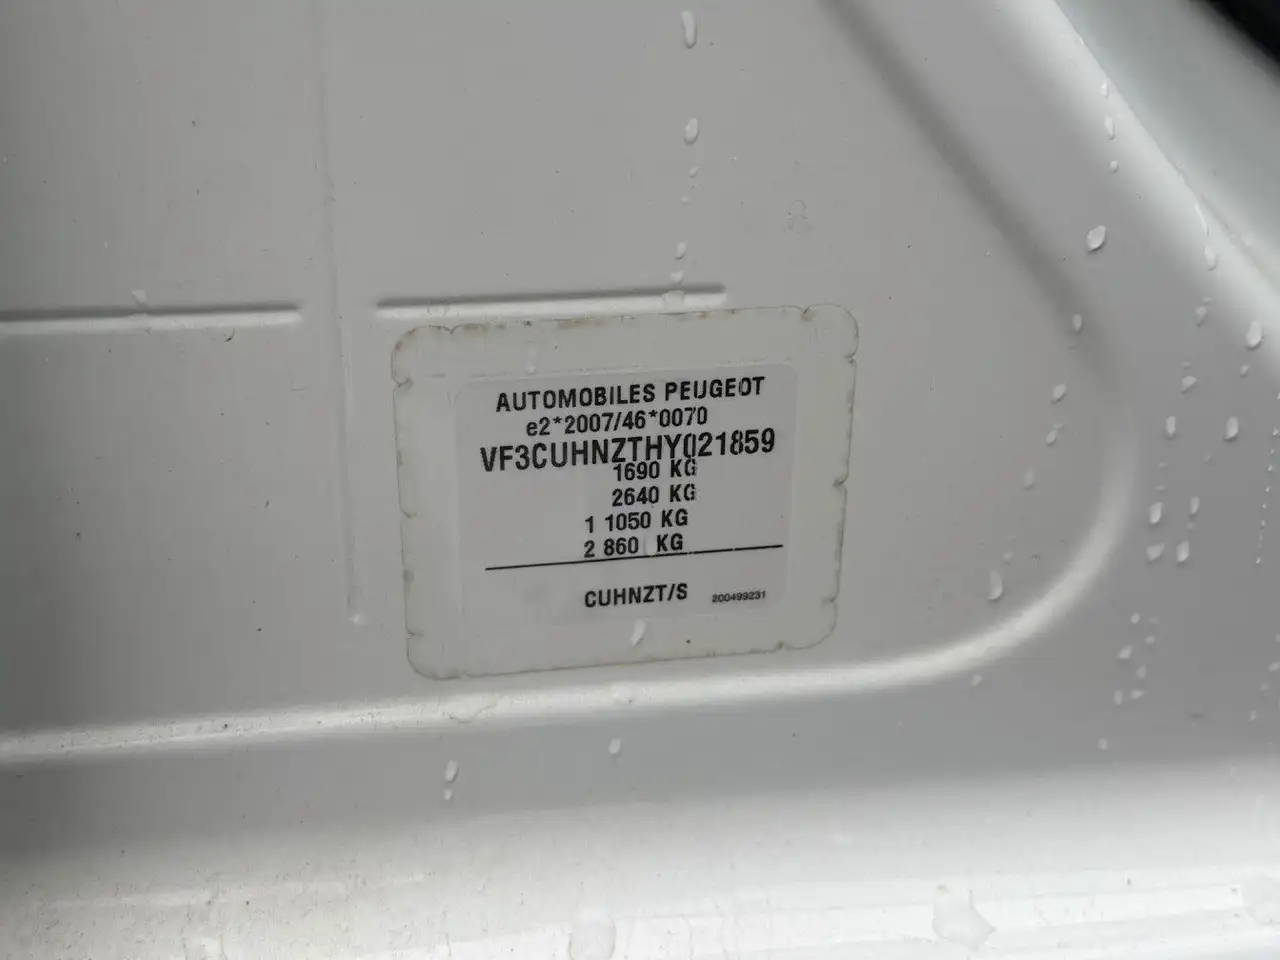 AUTOMOBILES PEUGEOT
e2*2007/46*0070
VF3CUHNZTHY021859
1690 KG
2640 KG
1 1050 KG
2 860 KG
CUHNZT/S 200499231